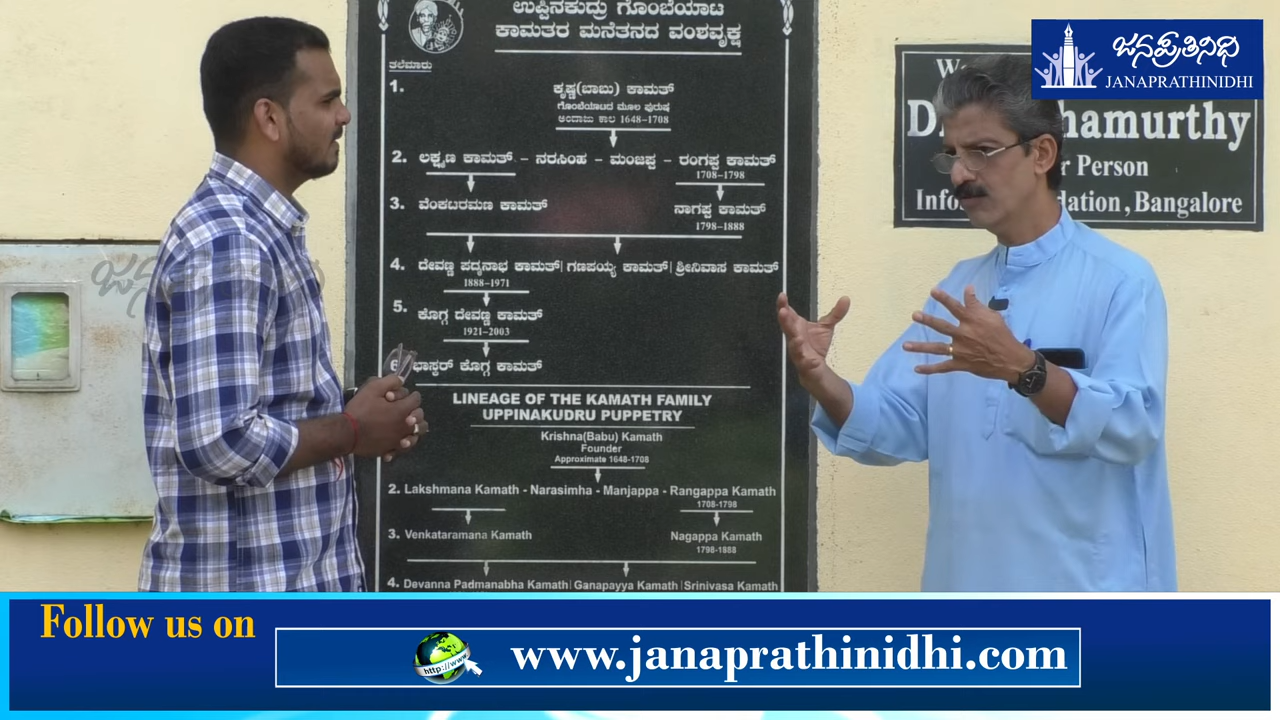 ಉಪ್ಪಿನಕುದ್ರು ಗೊಂಬೆಯಾಟ
ಕಾಮತರ ಮನೆತನದ ವಂಶವೃಕ್ಷ
ತಲೆಮಾರು
1. ಕೃಷ್ಣ(ಬಾಬು) ಕಾಮತ್
ಗೊಂಬೆಯಾಟದ ಮೂಲ ಪುರುಷ
ಅಂದಾಜು ಕಾಲ 1648-1708
2. ಲಕ್ಷ್ಮಣ ಕಾಮತ್ - ನರಸಿಂಹ - ಮಂಜಪ್ಪ - ರಂಗಪ್ಪ ಕಾಮತ್
1708-1798
3. ವೆಂಕಟರಮಣ ಕಾಮತ್ ನಾಗಪ್ಪ ಕಾಮತ್
1798-1888
4. ದೇವಣ್ಣ ಪದ್ಮನಾಭ ಕಾಮತ್| ಗಣಪಯ್ಯ ಕಾಮತ್| ಶ್ರೀನಿವಾಸ ಕಾಮತ್
1888-1971
5. ಕೊಗ್ಗ ದೇವಣ್ಣ ಕಾಮತ್
1921-2003
6 ಭಾಸ್ಕರ್ ಕೊಗ್ಗ ಕಾಮತ್
LINEAGE OF THE KAMATH FAMILY
UPPINAKUDRU PUPPETRY
Krishna(Babu) Kamath
Founder
Approximate 1648-1708
2. Lakshmana Kamath - Narasimha - Manjappa - Rangappa Kamath
1708-1798
3. Venkataramana Kamath Nagappa Kamath
1798-1888
4. Devanna Padmanabha Kamath| Ganapayya Kamath| Srinivasa Kamath
ಜನಪ್ರತಿನಿಧಿ
JANAPRATHINIDHI
hamurthy
Person
, Bangalore
Follow us on
http://www.
www.janaprathinidhi.com